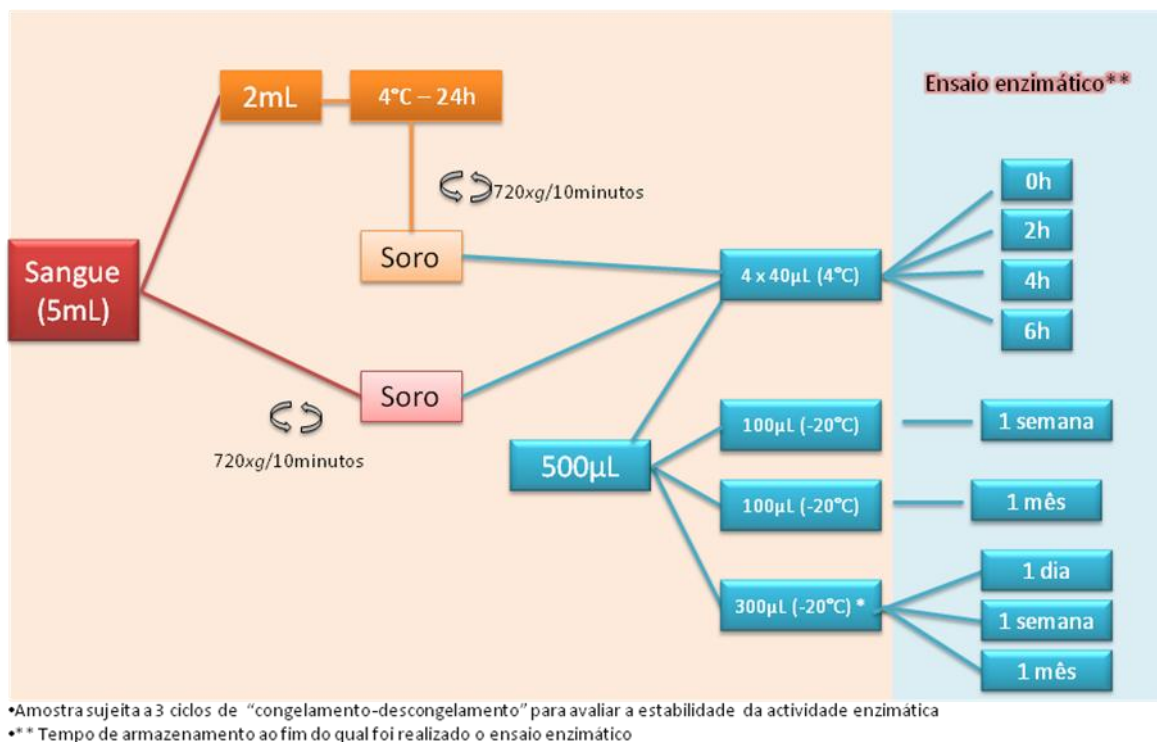 Ensaio enzimático**
2mL
4°C – 24h
0h
720xg/10minutos
2h
Soro
Sangue
(5mL)
4 x 40µL (4°C)
4h
6h
Soro
720xg/10minutos
500µL
100µL (-20°C)
1 semana
100µL (-20°C)
1 mês
300µL (-20°C) *
1 dia
1 semana
1 mês
•Amostra sujeita a 3 ciclos de “congelamento-descongelamento” para avaliar a estabilidade da actividade enzimática
•** Tempo de armazenamento ao fim do qual foi realizado o ensaio enzimático